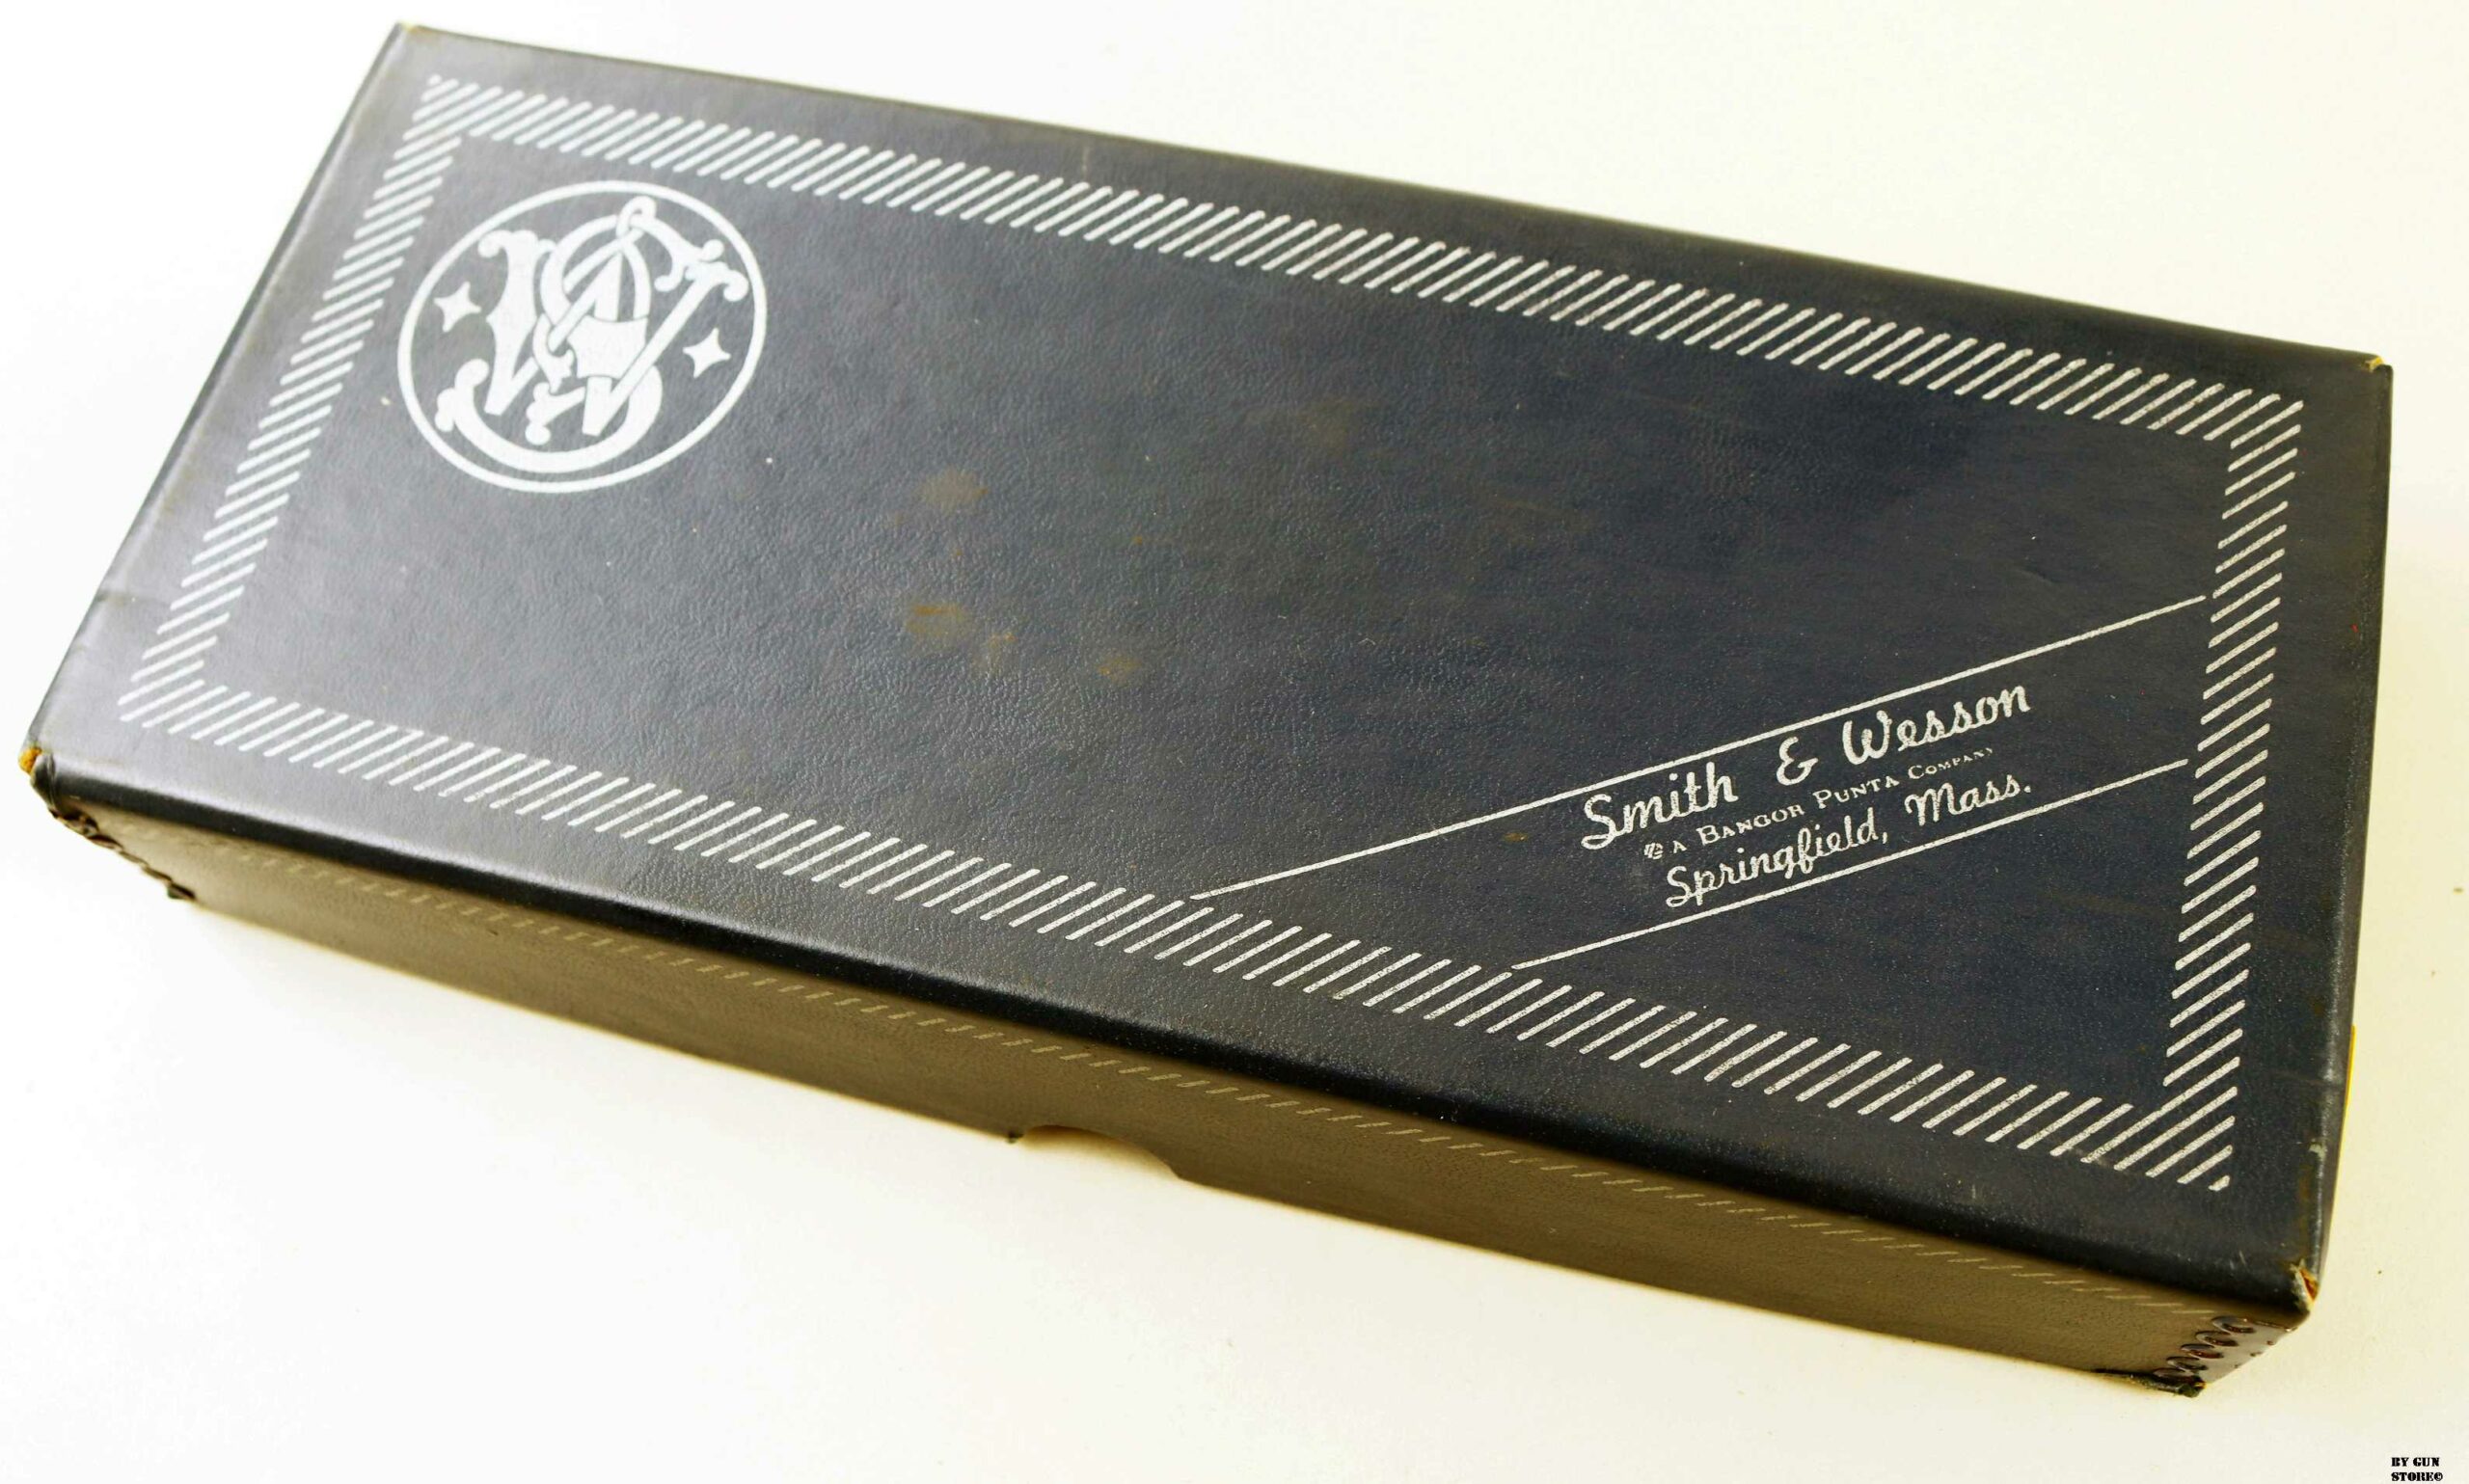 Smith & Wesson
A BANGOR PUNTA COMPANY
Springfield, Mass.
BY GUN
STORE©